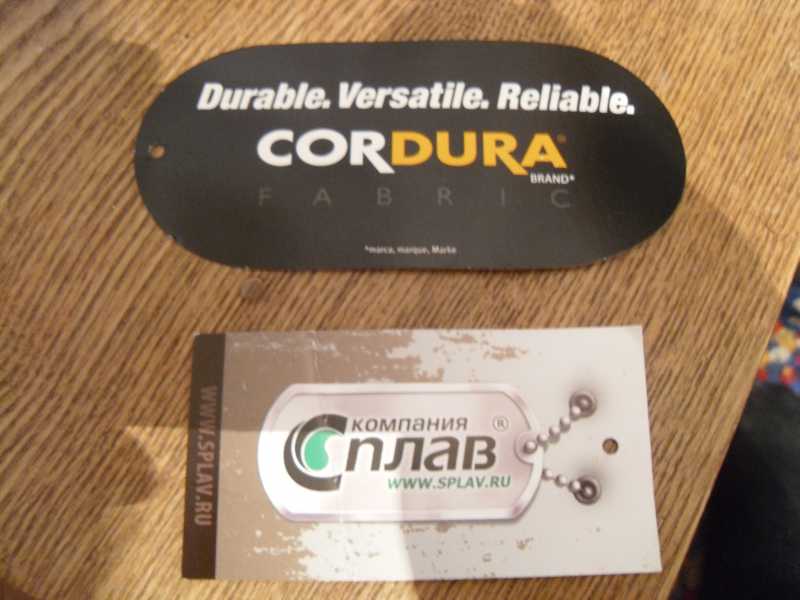 Durable. Versatile. Reliable.
CORDURA®
BRAND*
FABRIC
*marca, marque, Marke
WWW.SPLAV.RU
КОМПАНИЯ ®
Сплав
WWW.SPLAV.RU